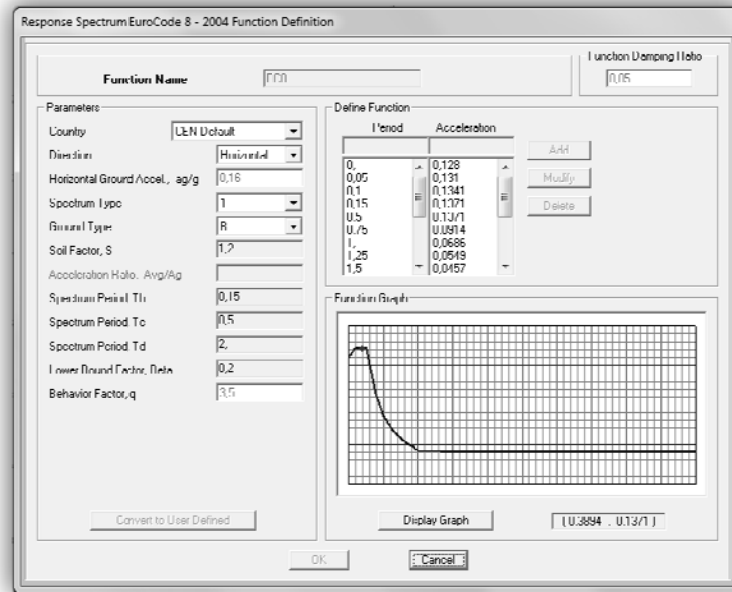 Response Spectrum EuroCode 8 - 2004 Function Definition
Function Damping Ratio
Function Name
EC8
0,05
Parameters
Country
CEN Default
Direction
Horizontal
Horizontal Ground Accel., ag/g
0,16
Spectrum Type
1
Ground Type
B
Soil Factor, S
1,2
Acceleration Ratio, Avg/Ag
Spectrum Period, Tb
0,15
Spectrum Period, Tc
0,5
Spectrum Period, Td
2,
Lower Bound Factor, Beta
0,2
Behavior Factor, q
3,5
Convert to User Defined
Define Function
Period
Acceleration
0, 0,128
0,05 0,131
0,1 0,1341
0,15 0,1371
0,5 0,1371
0,75 0,0914
1, 0,0686
1,25 0,0549
1,5 0,0457
Add
Modify
Delete
Function Graph
Display Graph
( 0.3894 , 0.1371 )
OK
Cancel